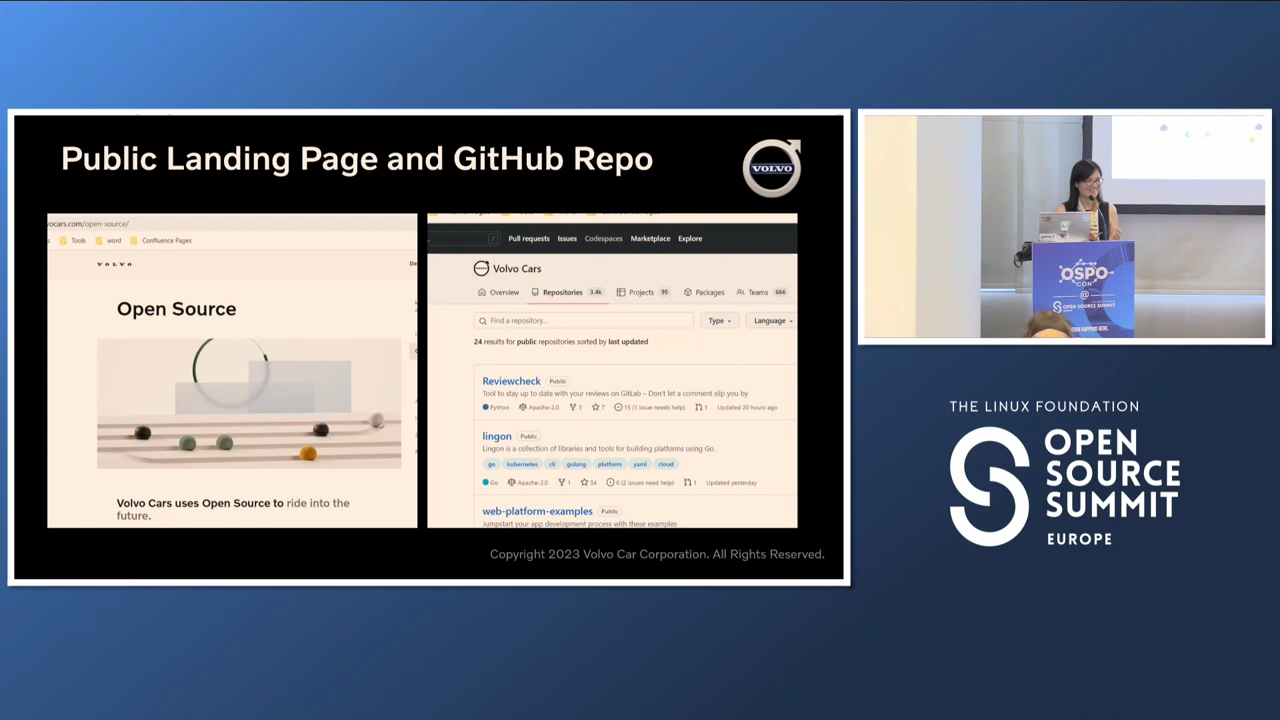 Public Landing Page and GitHub Repo
VOLVO
vocars.com/open-source/
Tools word Confluence Pages
VOLVO
Open Source
Volvo Cars uses Open Source to ride into the
future.
/ Pull requests Issues Codespaces Marketplace Explore
Volvo Cars
Overview Repositories 3.4k Projects 95 Packages Teams 666
Find a repository... Type Language
24 results for public repositories sorted by last updated
Reviewcheck Public
Tool to stay up to date with your reviews on GitLab – Don't let a comment slip you by
Python Apache-2.0 3 7 15 (1 issue needs help) 1 Updated 20 hours ago
lingon Public
Lingon is a collection of libraries and tools for building platforms using Go.
go kubernetes cli golang platform yaml cloud
Go Apache-2.0 1 34 6 (2 issues need help) 1 Updated yesterday
web-platform-examples Public
Jumpstart your app development process with these examples
Copyright 2023 Volvo Car Corporation. All Rights Reserved.
OSPO
CON
@
OPEN SOURCE SUMMIT
HAPPENS HERE.
THE LINUX FOUNDATION
OPEN
SOURCE
SUMMIT
EUROPE